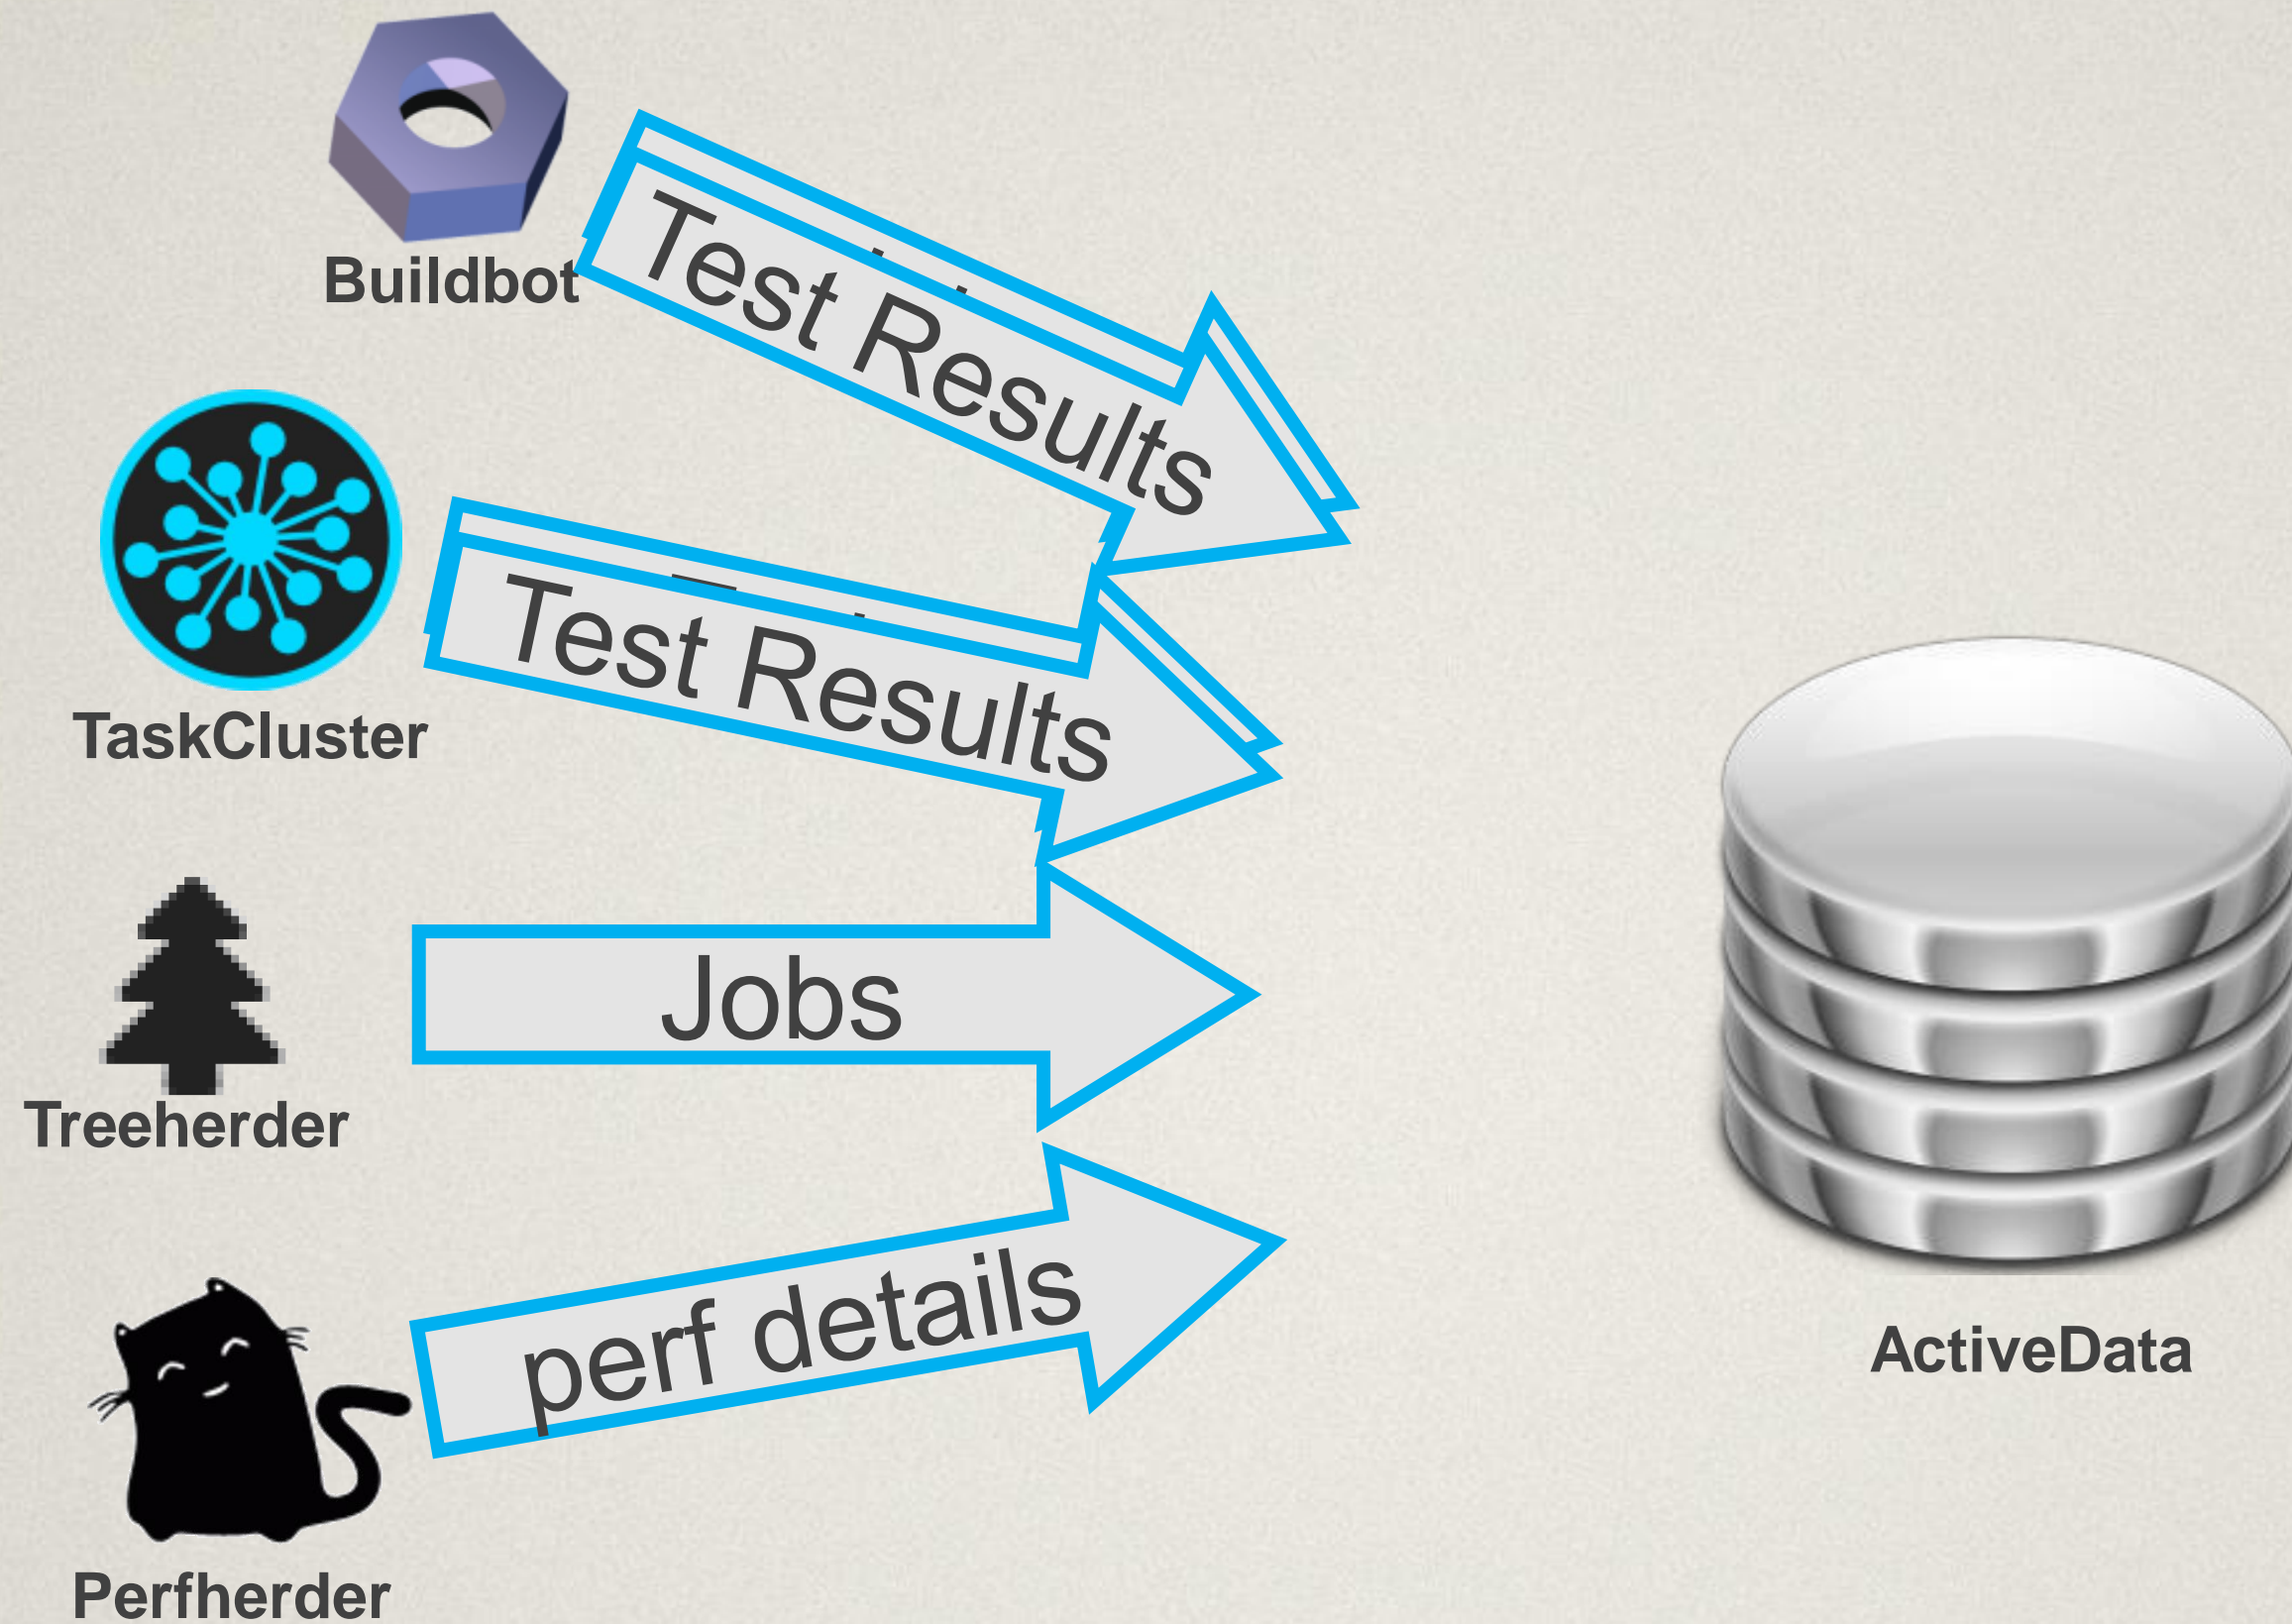 Buildbot
Test Results
TaskCluster
Test Results
Treeherder
Jobs
Perfherder
perf details
ActiveData